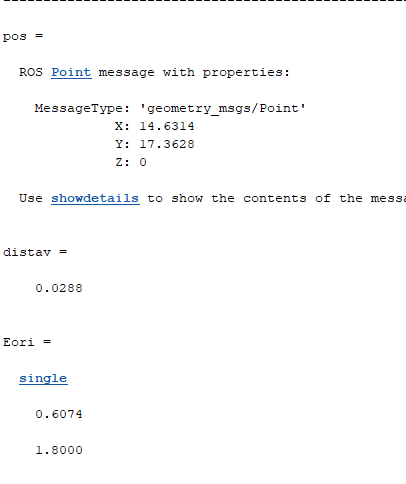 pos =
ROS Point message with properties:
MessageType: 'geometry_msgs/Point'
X: 14.6314
Y: 17.3628
Z: 0
Use showdetails to show the contents of the
distav =
0.0288
Eori =
single
0.6074
1.8000